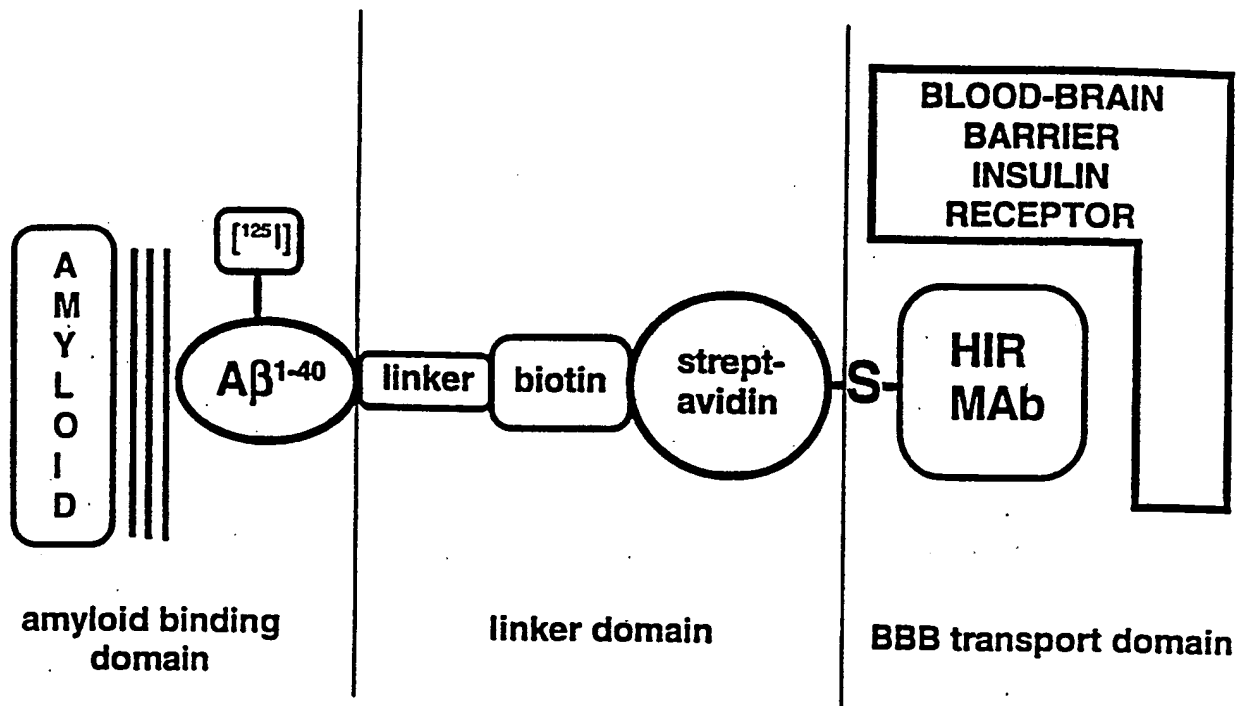 A
M
Y
L
O
I
D
[¹²⁵I]
Aβ¹⁻⁴⁰
linker
biotin
strept-
avidin
S
HIR
MAb
BLOOD-BRAIN
BARRIER
INSULIN
RECEPTOR
amyloid binding
domain
linker domain
BBB transport domain